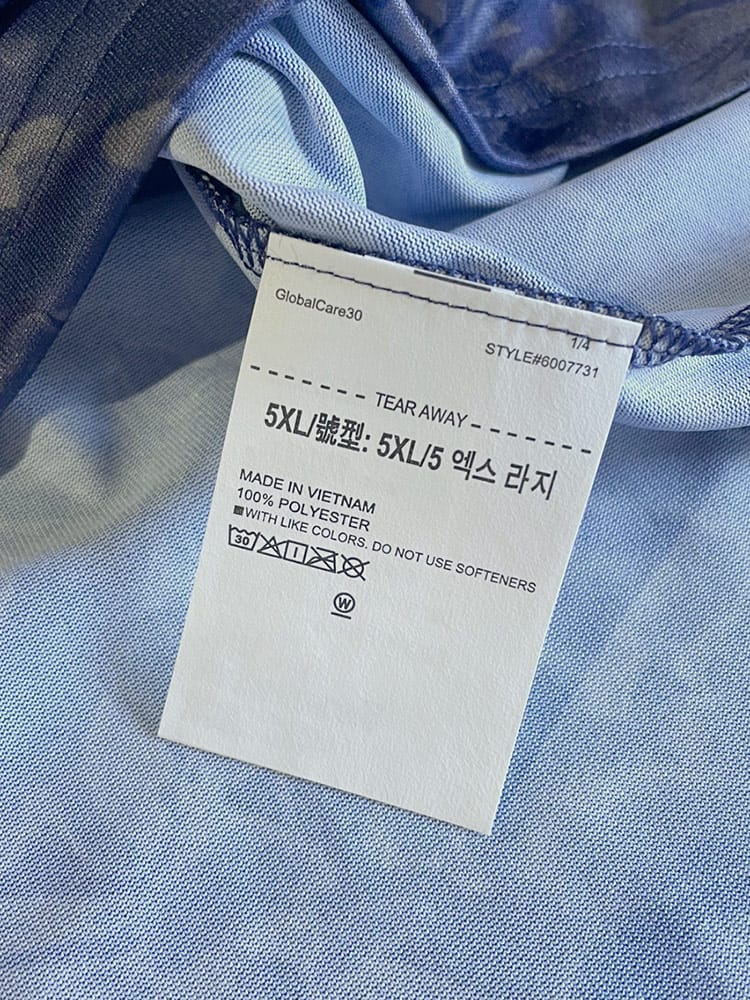 GlobalCare30
1/4
STYLE#6007731
TEAR AWAY
5XL/號型: 5XL/5 엑스 라지
MADE IN VIETNAM
100% POLYESTER
WITH LIKE COLORS. DO NOT USE SOFTENERS
30
W